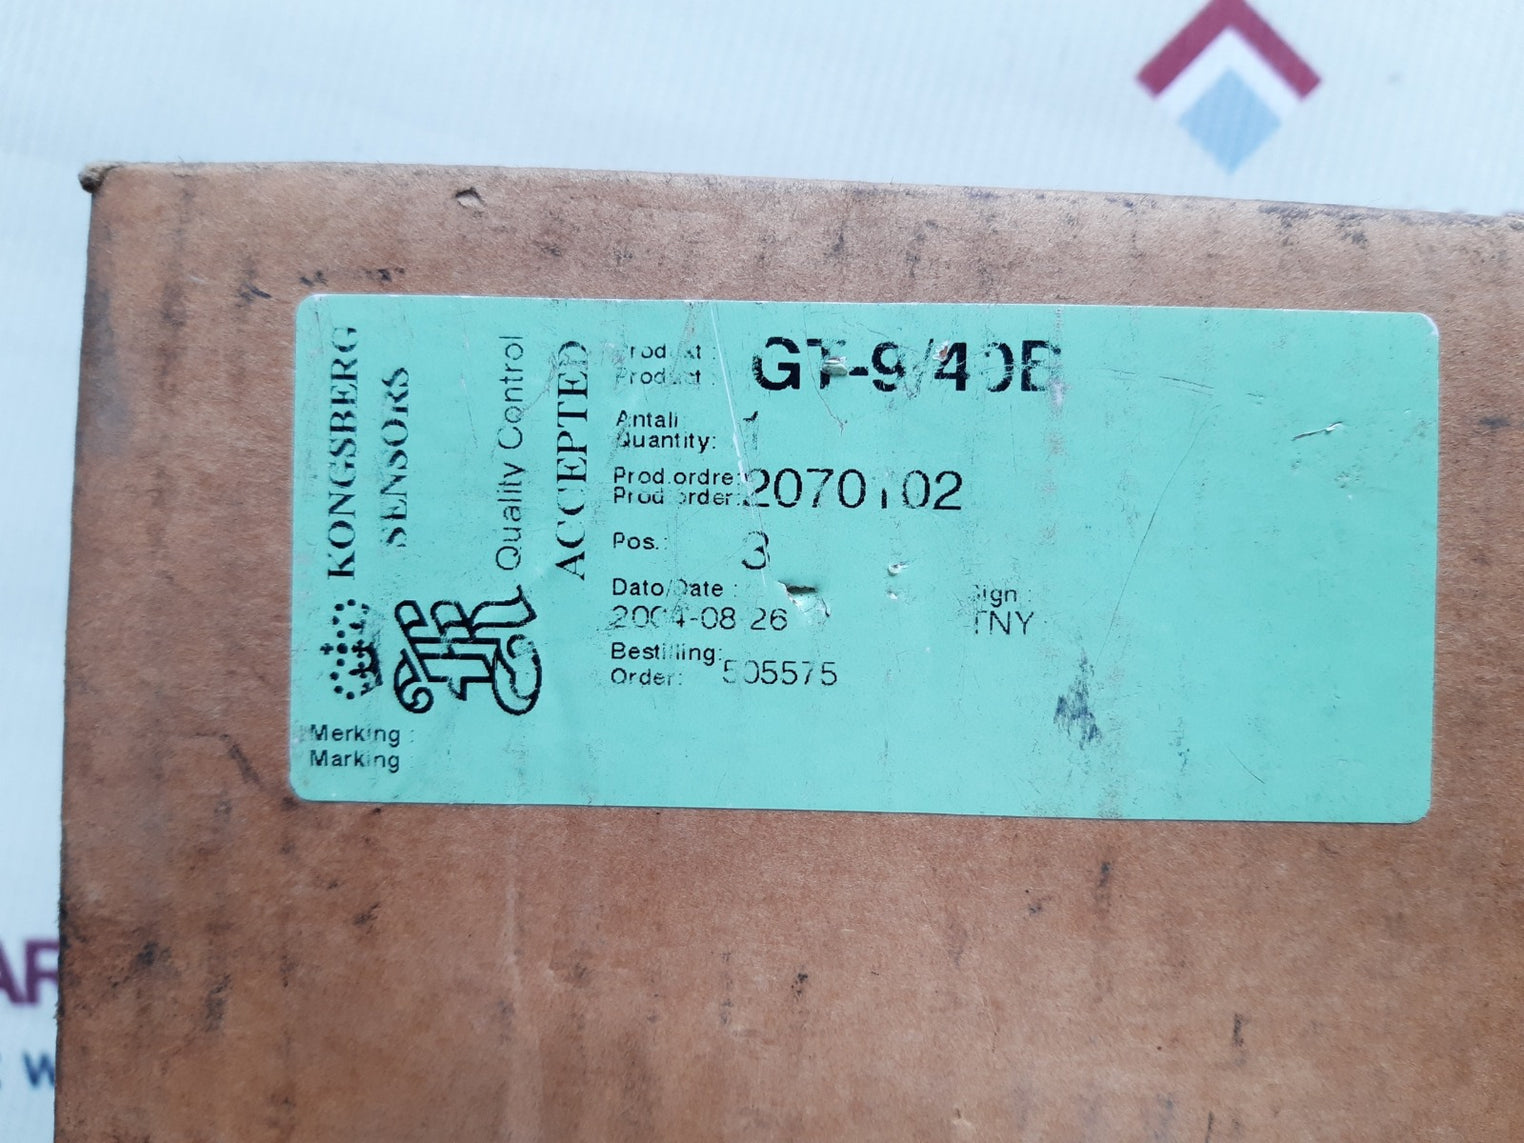 KONGSBERG
SENSORS
Quality Control
ACCEPTED
Produkt :
Product :
GT-9/40B
Antall
Quantity: 1
Prod.ordre:
Prod order: 2070102
Pos.: 3
Dato/Date :
2004-08 26
Sign :
TNY
Bestilling:
Order: 505575
Merking :
Marking
AR
W